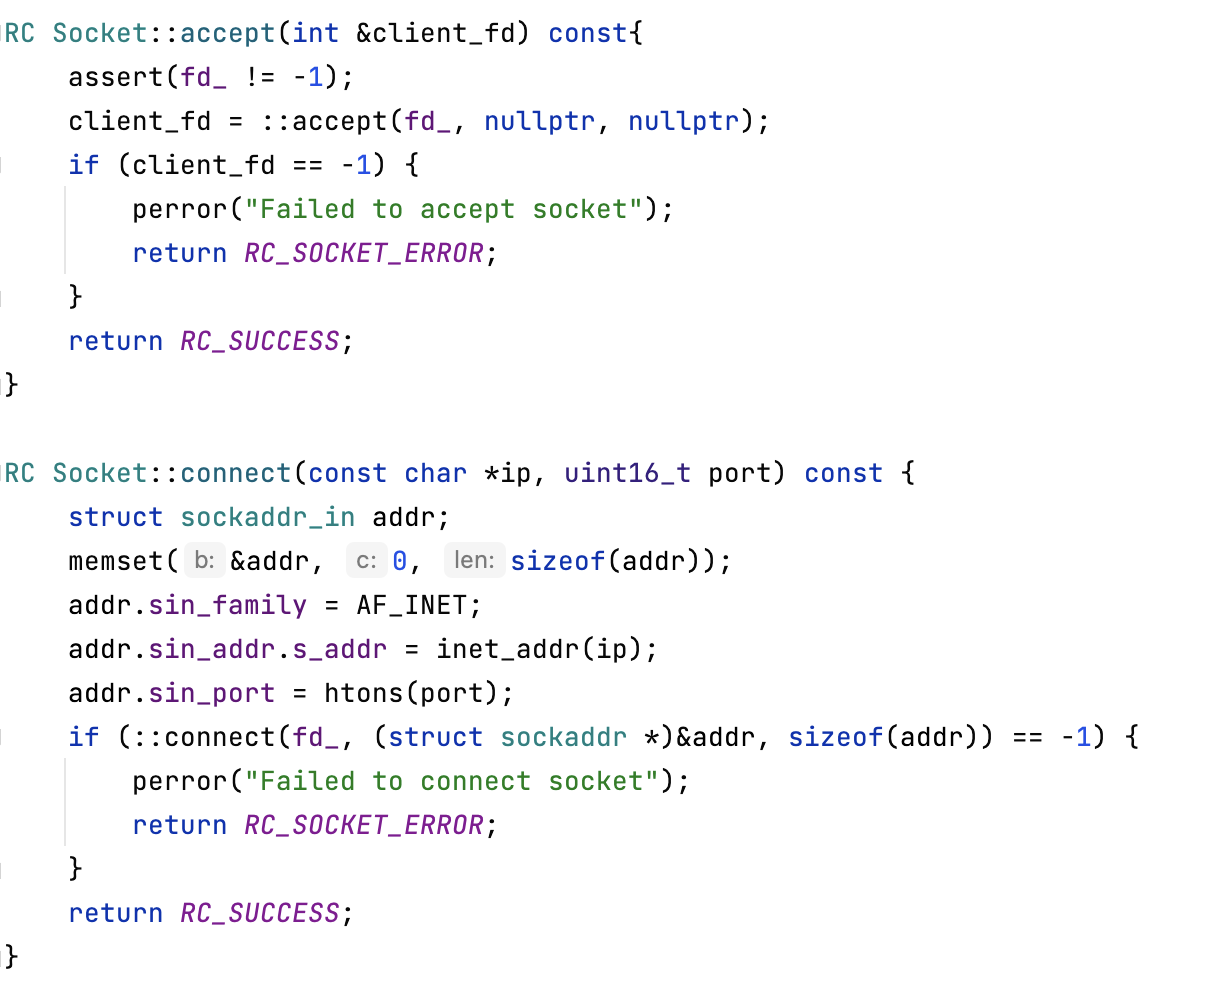 RC Socket::accept(int &client_fd) const{
    assert(fd_ != -1);
    client_fd = ::accept(fd_, nullptr, nullptr);
    if (client_fd == -1) {
        perror("Failed to accept socket");
        return RC_SOCKET_ERROR;
    }
    return RC_SUCCESS;
}

RC Socket::connect(const char *ip, uint16_t port) const {
    struct sockaddr_in addr;
    memset( b: &addr, c: 0, len: sizeof(addr));
    addr.sin_family = AF_INET;
    addr.sin_addr.s_addr = inet_addr(ip);
    addr.sin_port = htons(port);
    if (::connect(fd_, (struct sockaddr *)&addr, sizeof(addr)) == -1) {
        perror("Failed to connect socket");
        return RC_SOCKET_ERROR;
    }
    return RC_SUCCESS;
}